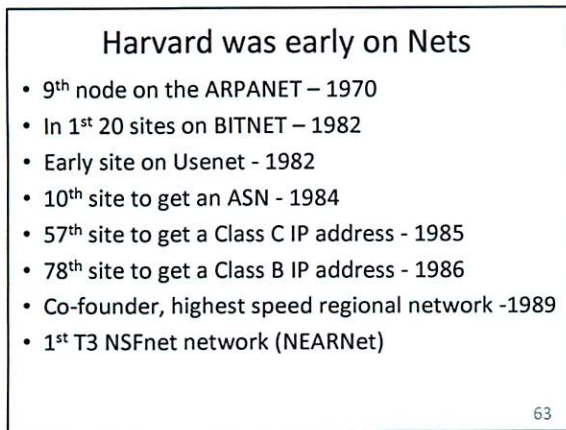 Harvard was early on Nets
• 9th node on the ARPANET – 1970
• In 1st 20 sites on BITNET – 1982
• Early site on Usenet - 1982
• 10th site to get an ASN - 1984
• 57th site to get a Class C IP address - 1985
• 78th site to get a Class B IP address - 1986
• Co-founder, highest speed regional network -1989
• 1st T3 NSFnet network (NEARNet)
63